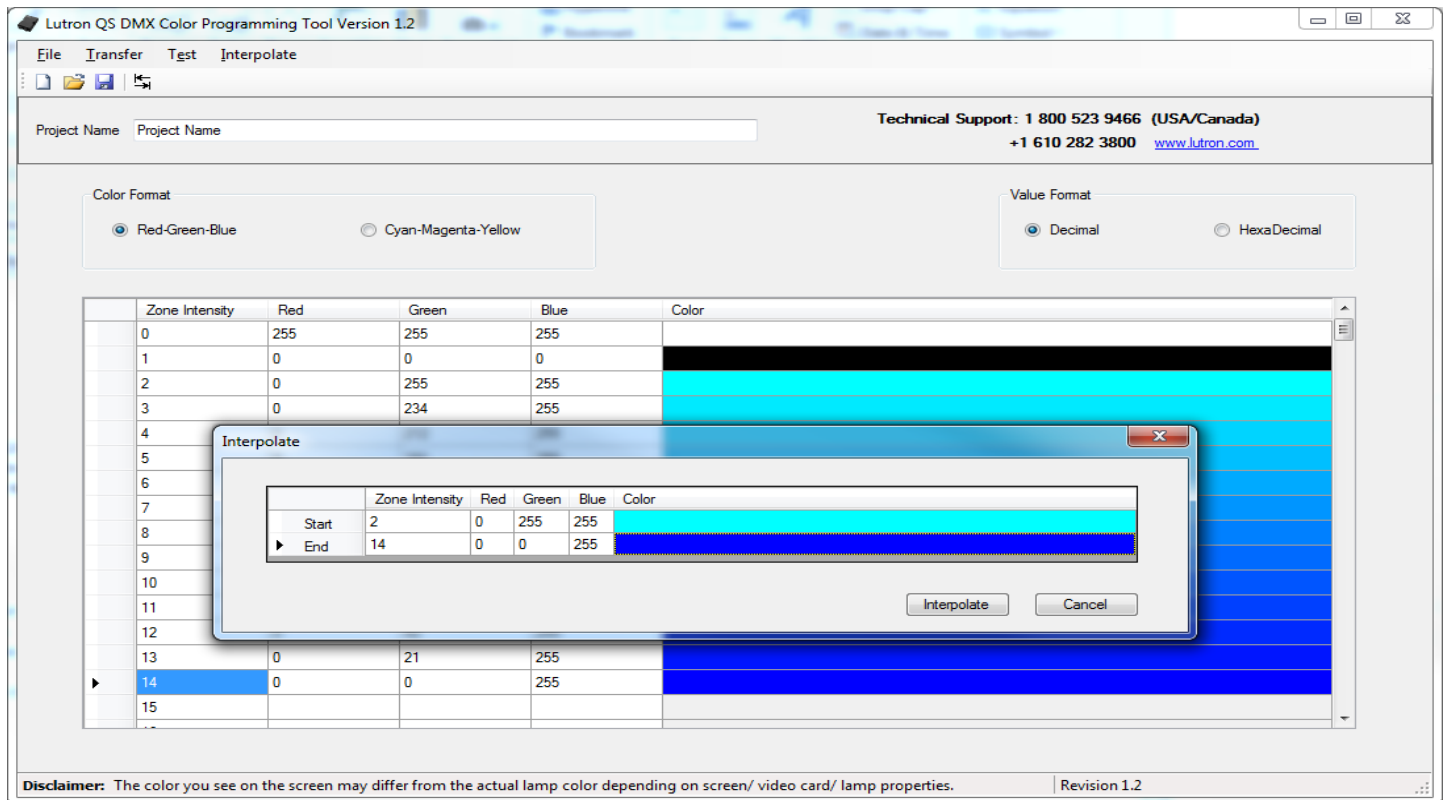 Lutron QS DMX Color Programming Tool Version 1.2
File Transfer Test Interpolate
Project Name Project Name
Technical Support: 1 800 523 9466 (USA/Canada)
+1 610 282 3800 www.lutron.com
Color Format
Red-Green-Blue Cyan-Magenta-Yellow
Value Format
Decimal HexaDecimal
Zone Intensity Red Green Blue Color
0 255 255 255
1 0 0 0
2 0 255 255
3 0 234 255
4
5
6
7
8
9
10
11
12
Interpolate
Zone Intensity Red Green Blue Color
Start 2 0 255 255
End 14 0 0 255
Interpolate Cancel
13 0 21 255
14 0 0 255
15
Disclaimer: The color you see on the screen may differ from the actual lamp color depending on screen/ video card/ lamp properties. Revision 1.2